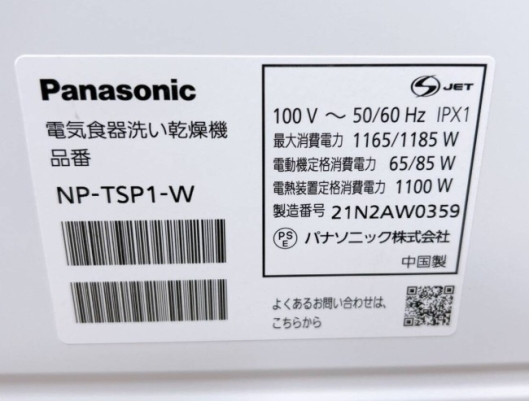 Panasonic
電気食器洗い乾燥機
品番
NP-TSP1-W
S JET
100 V ～ 50/60 Hz IPX1
最大消費電力 1165/1185 W
電動機定格消費電力 65/85 W
電熱装置定格消費電力 1100 W
製造番号 21N2AW0359
PSE パナソニック株式会社
中国製
よくあるお問い合わせは、
こちらから